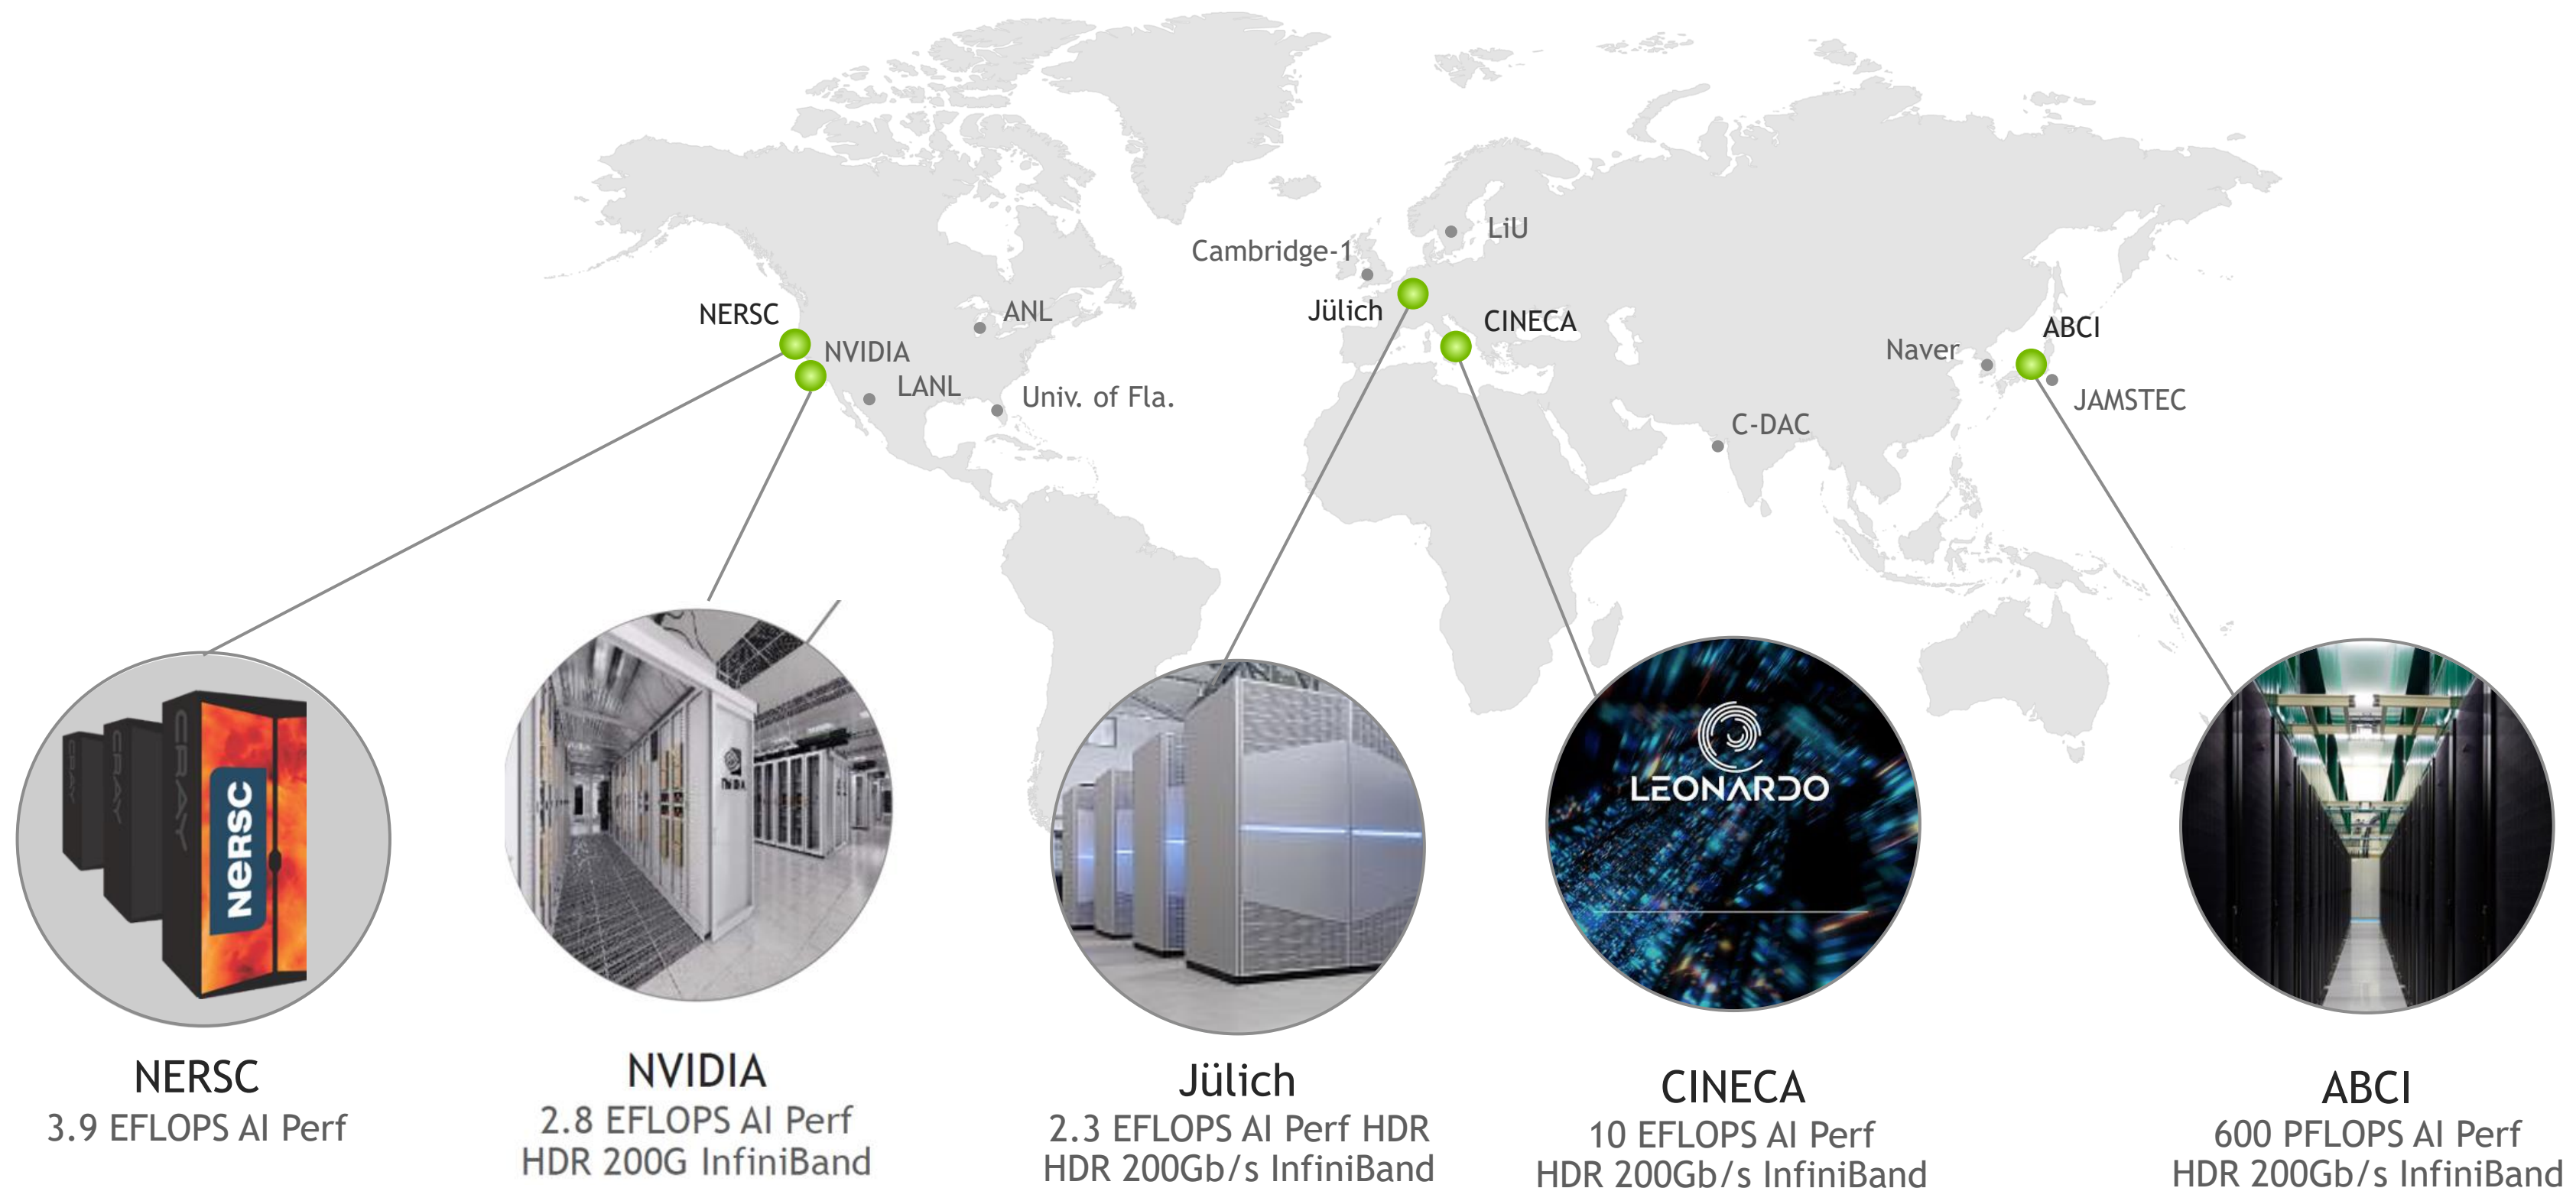 LiU
Cambridge-1
Jülich
CINECA
NERSC
ANL
NVIDIA
LANL
Univ. of Fla.
ABCI
Naver
JAMSTEC
C-DAC
CRAY
CRAY
CRAY
NERSC
NVIDIA
LEONARDO
NERSC
3.9 EFLOPS AI Perf
NVIDIA
2.8 EFLOPS AI Perf
HDR 200G InfiniBand
Jülich
2.3 EFLOPS AI Perf HDR
HDR 200Gb/s InfiniBand
CINECA
10 EFLOPS AI Perf
HDR 200Gb/s InfiniBand
ABCI
600 PFLOPS AI Perf
HDR 200Gb/s InfiniBand